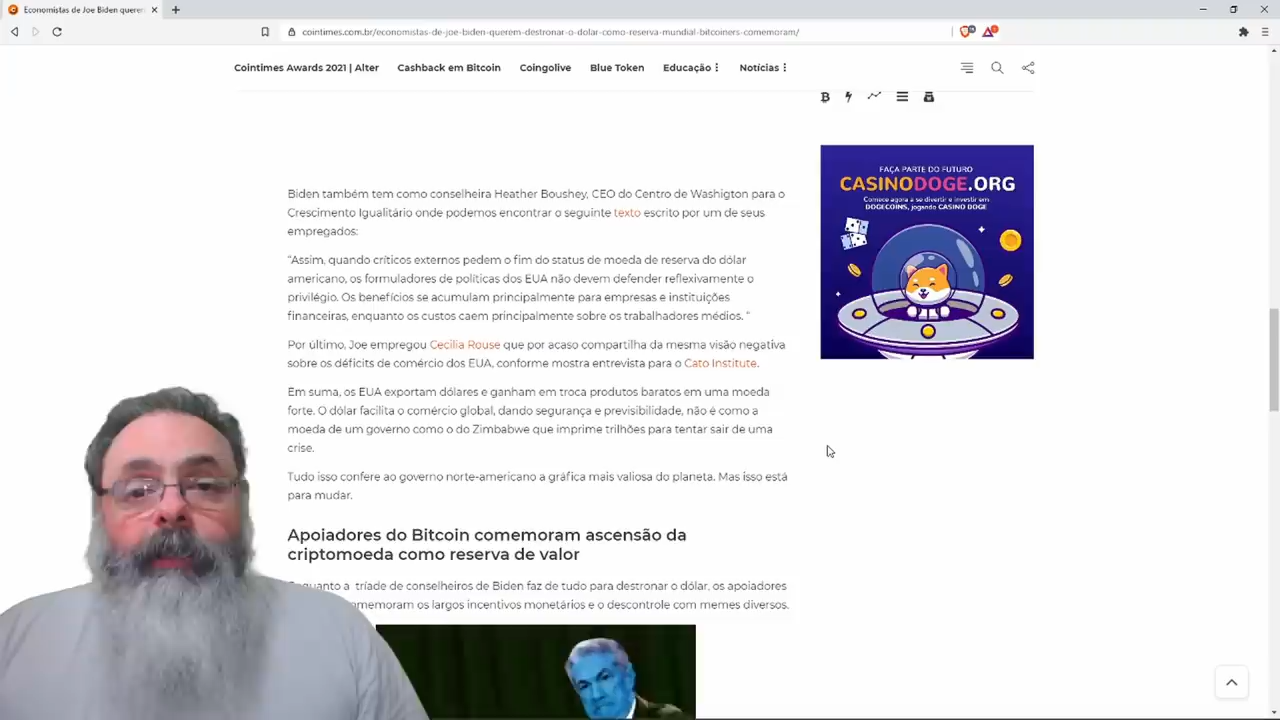 Economistas de Joe Biden querem
cointimes.com.br/economistas-de-joe-biden-querem-destronar-o-dolar-como-reserva-mundial-bitcoiners-comemoram/
Cointimes Awards 2021 | Alter
Cashback em Bitcoin
Coingolive
Blue Token
Educação
Notícias
Biden também tem como conselheira Heather Boushey, CEO do Centro de Washigton para o
Crescimento Igualitário onde podemos encontrar o seguinte texto escrito por um de seus
empregados:
“Assim, quando críticos externos pedem o fim do status de moeda de reserva do dólar
americano, os formuladores de políticas dos EUA não devem defender reflexivamente o
privilégio. Os benefícios se acumulam principalmente para empresas e instituições
financeiras, enquanto os custos caem principalmente sobre os trabalhadores médios. “
Por último, Joe empregou Cecilia Rouse que por acaso compartilha da mesma visão negativa
sobre os déficits de comércio dos EUA, conforme mostra entrevista para o Cato Institute.
Em suma, os EUA exportam dólares e ganham em troca produtos baratos em uma moeda
forte. O dólar facilita o comércio global, dando segurança e previsibilidade, não é como a
moeda de um governo como o do Zimbabwe que imprime trilhões para tentar sair de uma
crise.
Tudo isso confere ao governo norte-americano a gráfica mais valiosa do planeta. Mas isso está
para mudar.
Apoiadores do Bitcoin comemoram ascensão da
criptomoeda como reserva de valor
a tríade de conselheiros de Biden faz de tudo para destronar o dólar, os apoiadores
os largos incentivos monetários e o descontrole com memes diversos.
FAÇA PARTE DO FUTURO
CASINODOGE.ORG
Comece agora a se divertir e investir em
DOGECOINS, jogando CASINO DOGE